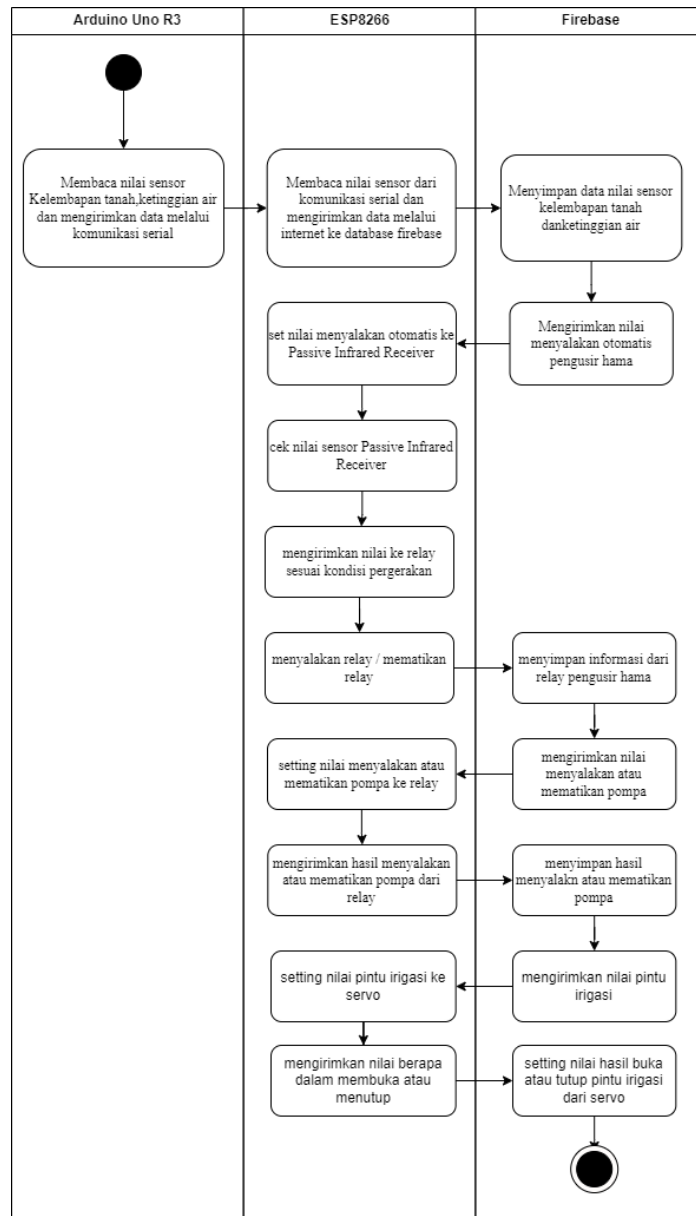 Arduino Uno R3
ESP8266
Firebase
Membaca nilai sensor
Kelembapan tanah,ketinggian air
dan mengirimkan data melalui
komunikasi serial
Membaca nilai sensor dari
komunikasi serial dan
mengirimkan data melalui
internet ke database firebase
Menyimpan data nilai sensor
kelembapan tanah
danketinggian air
Mengirimkan nilai
menyalakan otomatis
pengusir hama
set nilai menyalakan otomatis ke
Passive Infrared Receiver
cek nilai sensor Passive Infrared
Receiver
mengirimkan nilai ke relay
sesuai kondisi pergerakan
menyalakan relay / mematikan
relay
menyimpan informasi dari
relay pengusir hama
mengirimkan nilai
menyalakan atau
mematikan pompa
setting nilai menyalakan atau
mematikan pompa ke relay
mengirimkan hasil menyalakan
atau mematikan pompa dari
relay
menyimpan hasil
menyalakn atau mematikan
pompa
mengirimkan nilai pintu
irigasi
setting nilai pintu irigasi ke
servo
mengirimkan nilai berapa
dalam membuka atau
menutup
setting nilai hasil buka
atau tutup pintu irigasi
dari servo